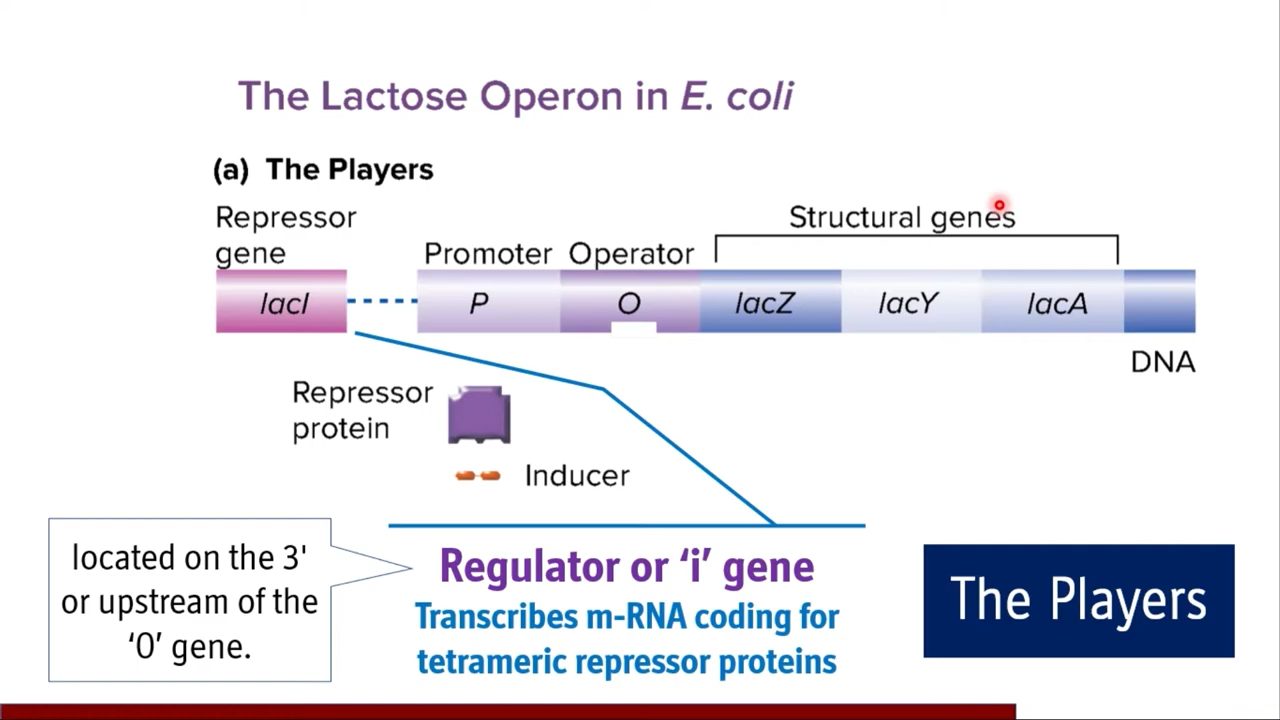 The Lactose Operon in E. coli
(a) The Players
Repressor
gene
Promoter
Operator
Structural genes
lacI
P
O
lacZ
lacY
lacA
DNA
Repressor
protein
Inducer
located on the 3'
or upstream of the
‘O’ gene.
Regulator or ‘i’ gene
Transcribes m-RNA coding for
tetrameric repressor proteins
The Players